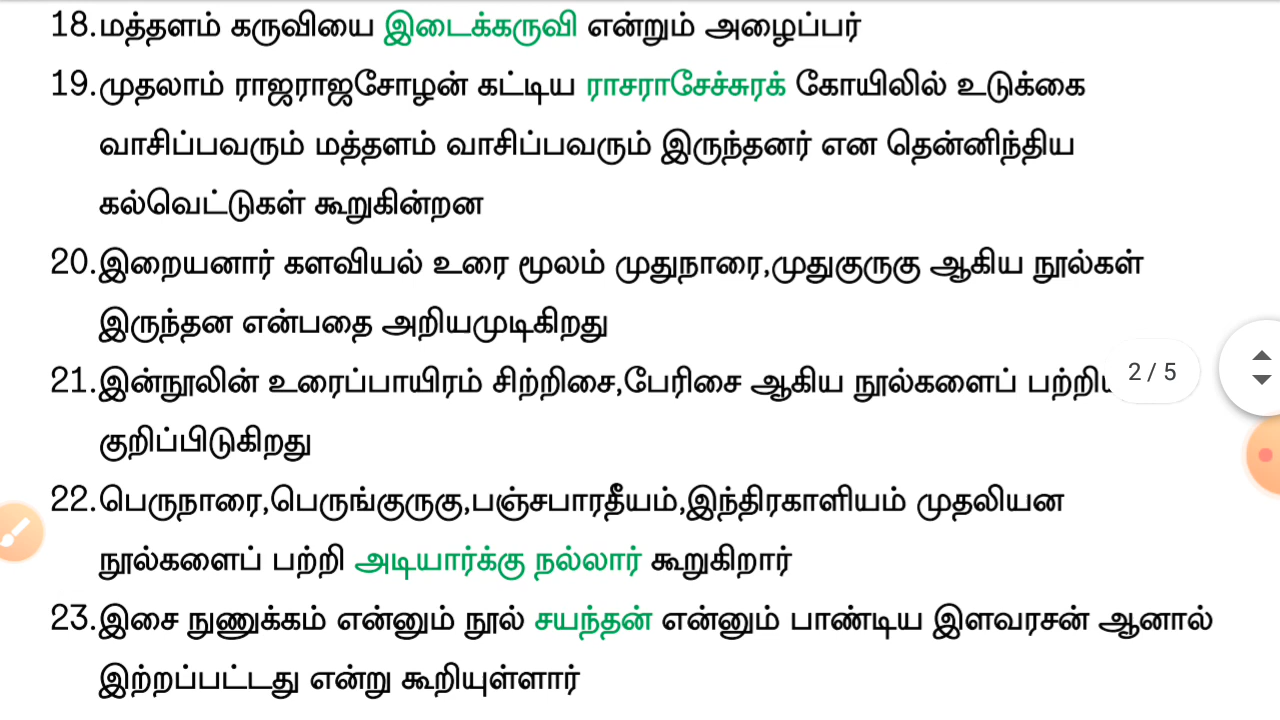 18.மத்தளம் கருவியை இடைக்கருவி என்றும் அழைப்பர்
19.முதலாம் ராஜராஜசோழன் கட்டிய ராசராசேச்சுரக் கோயிலில் உடுக்கை
வாசிப்பவரும் மத்தளம் வாசிப்பவரும் இருந்தனர் என தென்னிந்திய
கல்வெட்டுகள் கூறுகின்றன
20.இறையனார் களவியல் உரை மூலம் முதுநாரை,முதுகுருகு ஆகிய நூல்கள்
இருந்தன என்பதை அறியமுடிகிறது
21.இன்நூலின் உரைப்பாயிரம் சிற்றிசை,பேரிசை ஆகிய நூல்களைப்
2 / 5
குறிப்பிடுகிறது
22.பெருநாரை,பெருங்குருகு,பஞ்சபாரதீயம்,இந்திரகாளியம் முதலியன
நூல்களைப் பற்றி அடியார்க்கு நல்லார் கூறுகிறார்
23.இசை நுணுக்கம் என்னும் நூல் சயந்தன் என்னும் பாண்டிய இளவரசன் ஆனால்
இற்றப்பட்டது என்று கூறியுள்ளார்